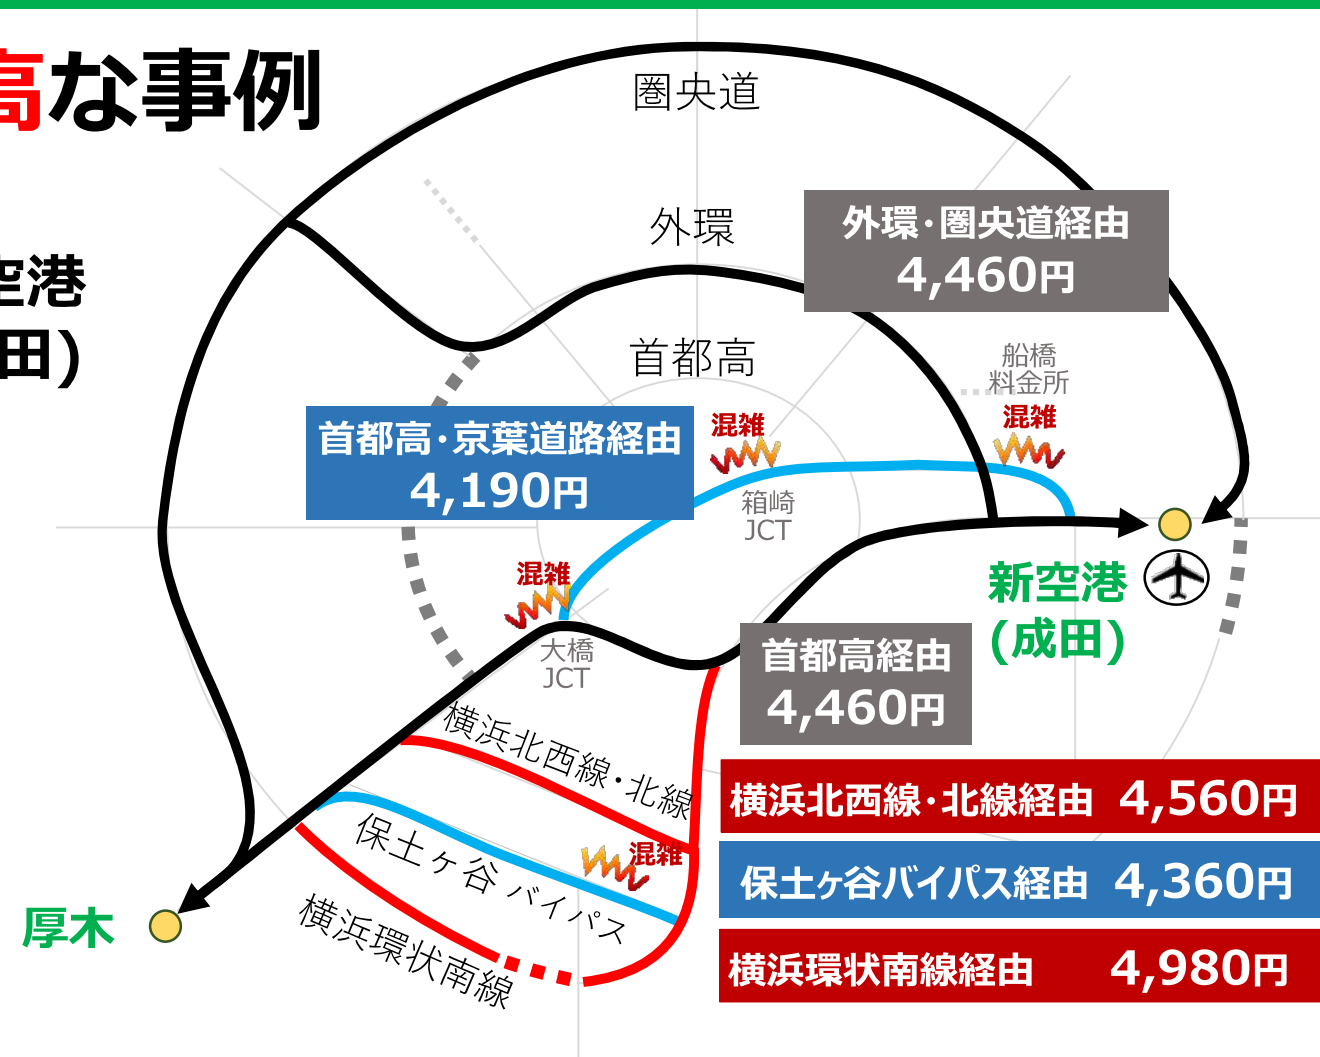 高な事例
空港
田)
圏央道
外環
外環・圏央道経由
4,460円
首都高
船橋
料金所
混雑
首都高・京葉道路経由
4,190円
混雑
箱崎
JCT
混雑
大橋
JCT
新空港
(成田)
首都高経由
4,460円
横浜北西線・北線
横浜北西線・北線経由 4,560円
保土ヶ谷バイパス
混雑
保土ヶ谷バイパス経由 4,360円
厚木
横浜環状南線
横浜環状南線経由 4,980円